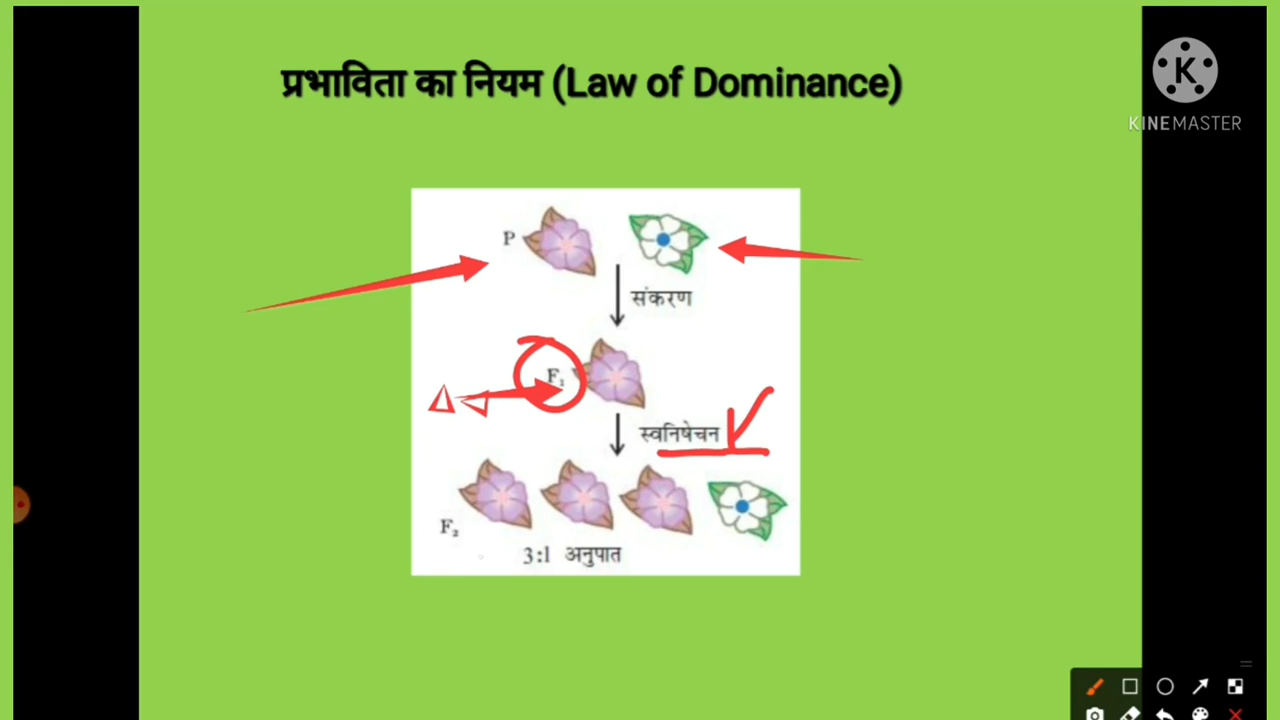 प्रभाविता का नियम (Law of Dominance)
K
KINEMASTER
P
संकरण
F₁
स्वनिषेचन
F₂
3:1 अनुपात